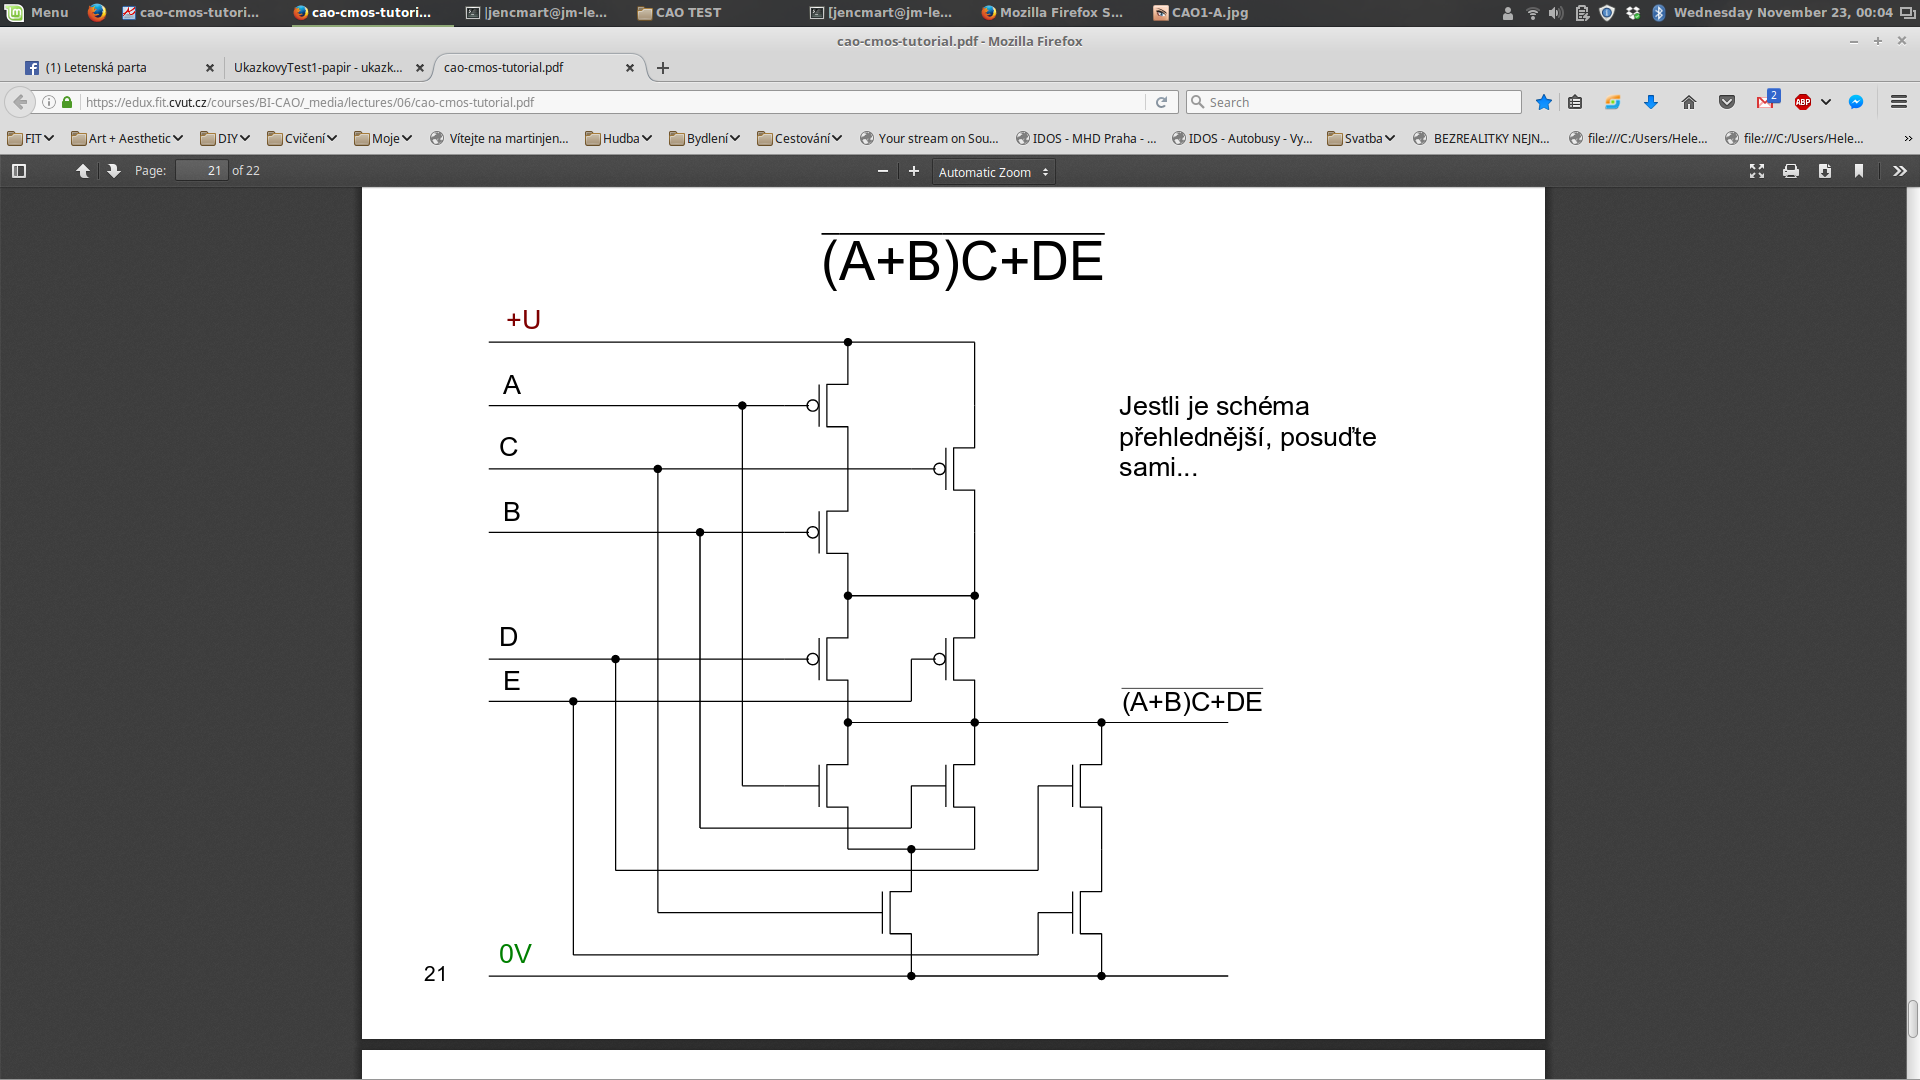 Menu cao-cmos-tutori... cao-cmos-tutori... |jencmart@jm-le... CAO TEST [jencmart@jm-le... Mozilla Firefox S... CAO1-A.jpg Wednesday November 23, 00:04
cao-cmos-tutorial.pdf - Mozilla Firefox
(1) Letenská parta UkazkovyTest1-papir - ukazk... cao-cmos-tutorial.pdf
https://edux.fit.cvut.cz/courses/BI-CAO/_media/lectures/06/cao-cmos-tutorial.pdf Search 2 ABP
FIT Art + Aesthetic DIY Cvičení Moje Vítejte na martinjen... Hudba Bydlení Cestování Your stream on Sou... IDOS - MHD Praha - ... IDOS - Autobusy - Vy... Svatba BEZREALITKY NEJN... file:///C:/Users/Hele... file:///C:/Users/Hele... »
Page: 21 of 22 Automatic Zoom
(A+B)C+DE
+U
A
C
B
D
E
Jestli je schéma
přehlednější, posuďte
sami...
(A+B)C+DE
0V
21